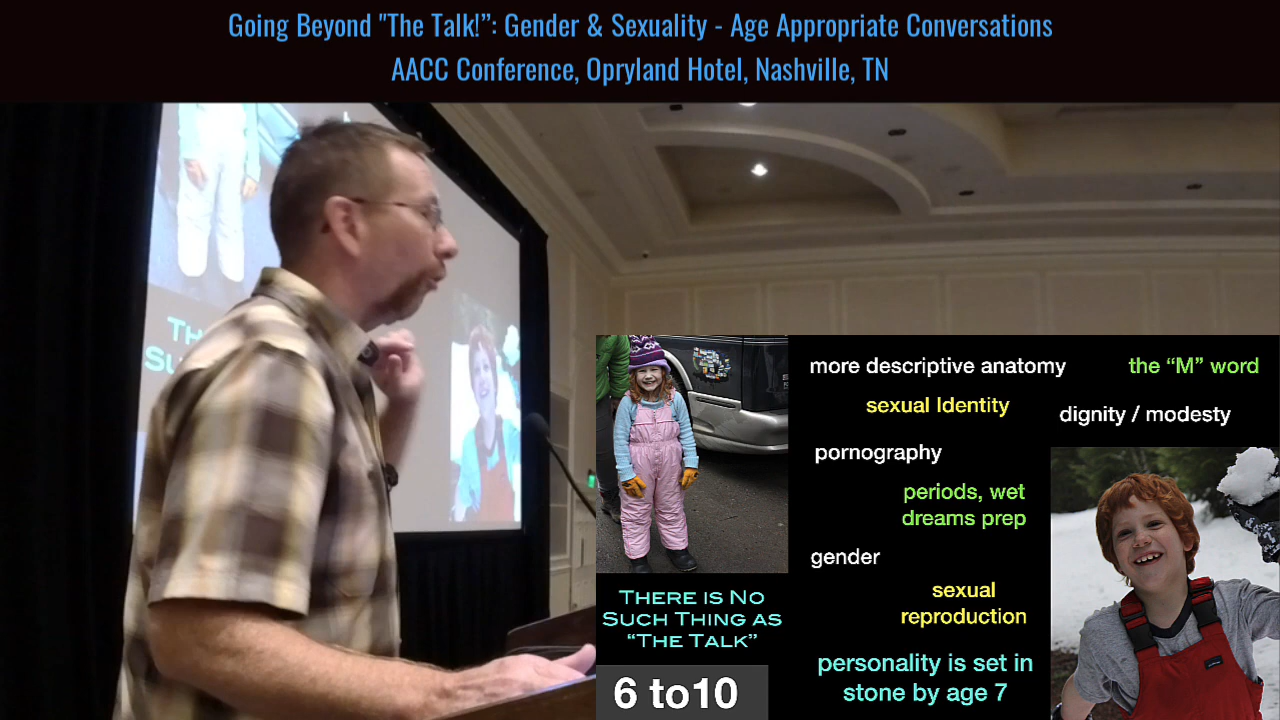 Going Beyond "The Talk!”: Gender & Sexuality - Age Appropriate Conversations
AACC Conference, Opryland Hotel, Nashville, TN
more descriptive anatomy
the “M” word
sexual Identity
dignity / modesty
pornography
periods, wet
dreams prep
gender
sexual
reproduction
personality is set in
stone by age 7
There is No
Such Thing as
“The Talk”
6 to10